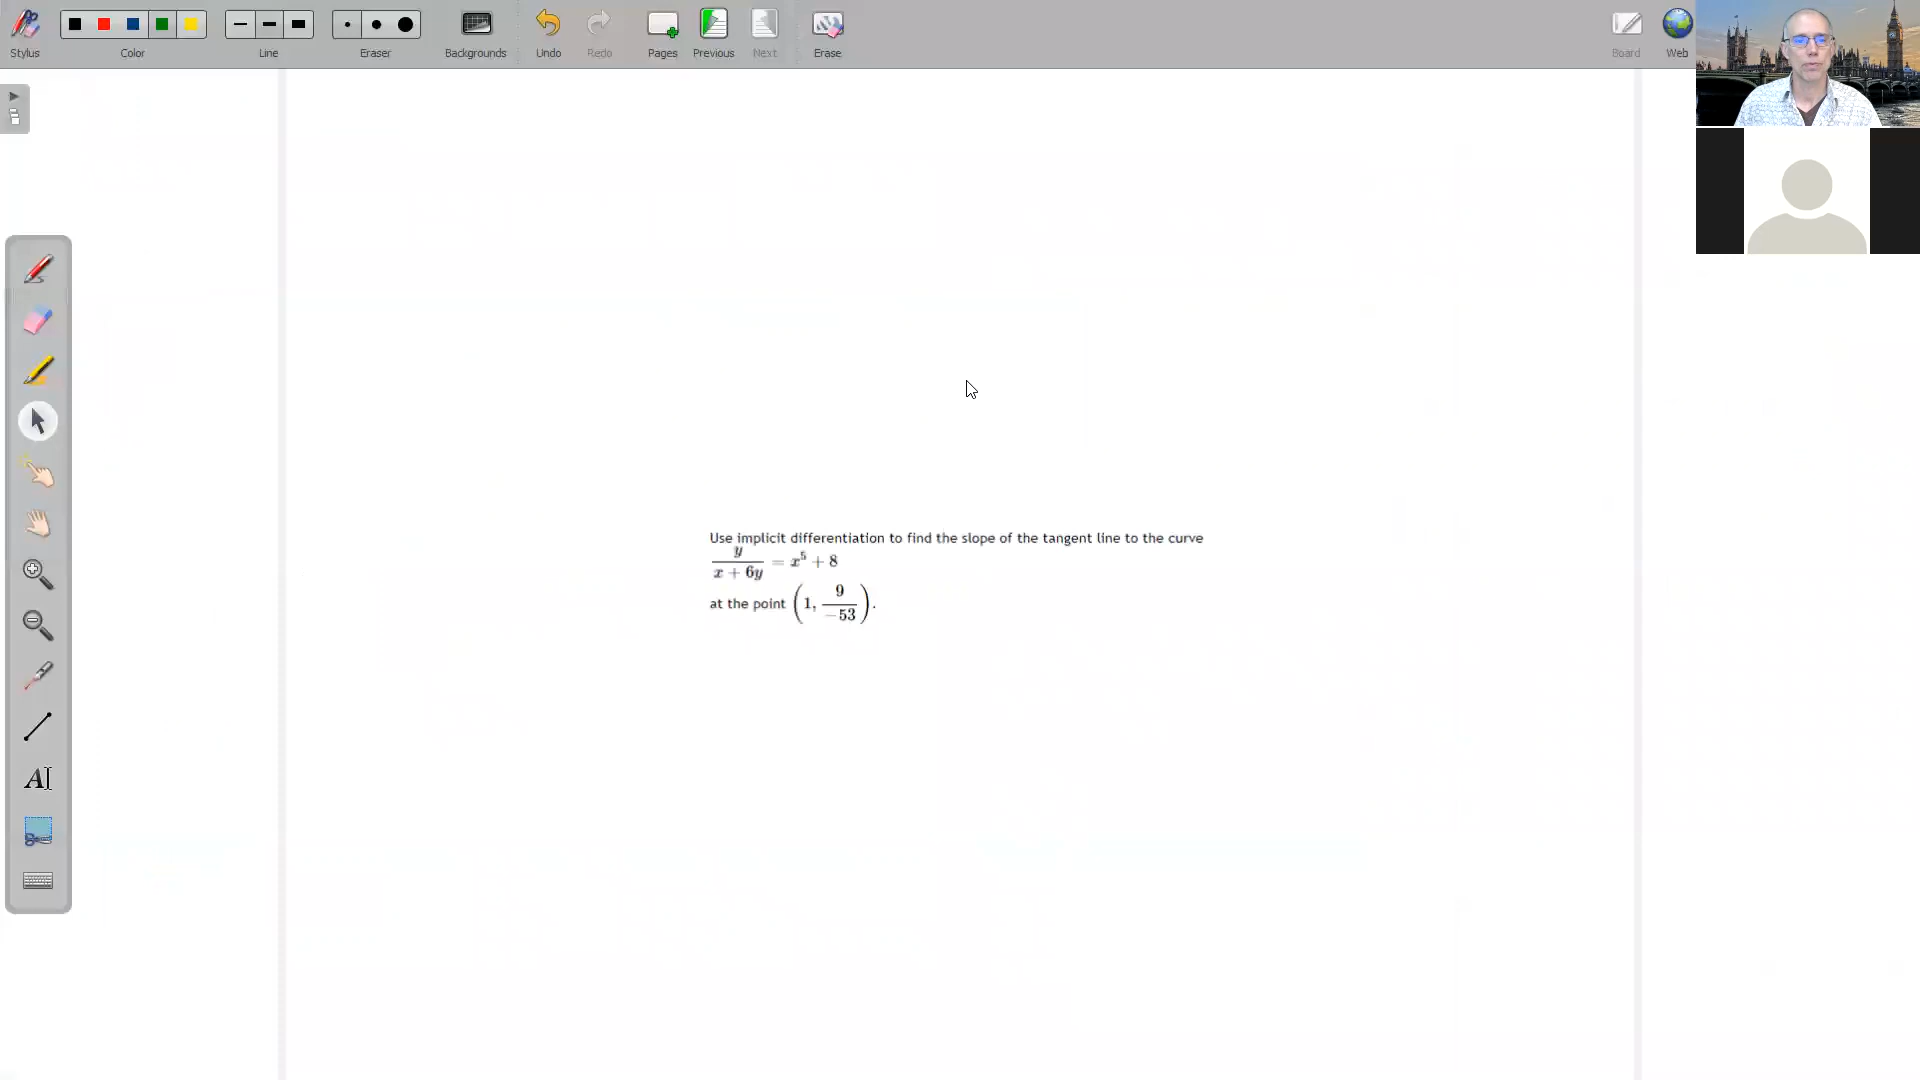 Stylus
Color
Line
Eraser
Backgrounds
Undo
Redo
Pages
Previous
Next
Erase
Board
Web
Use implicit differentiation to find the slope of the tangent line to the curve
y/(x + 6y) = x⁵ + 8
at the point (1, 9/−53).